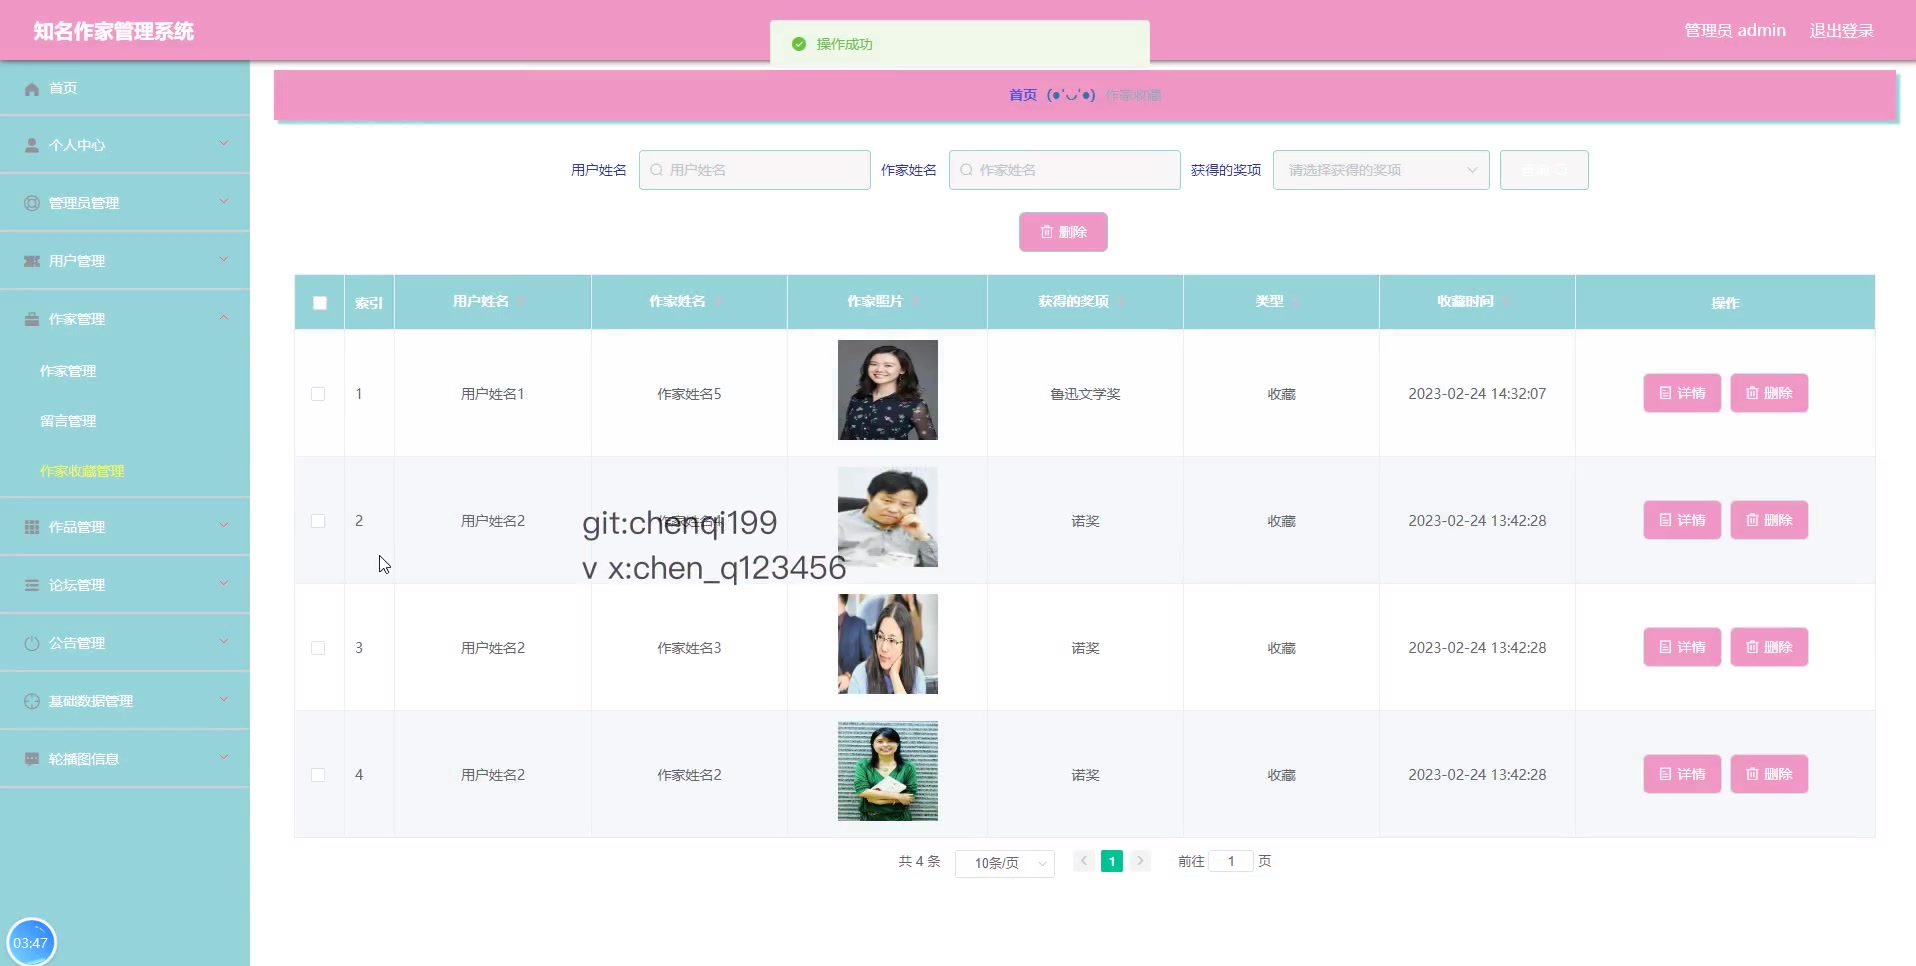 知名作家管理系统
操作成功
管理员 admin
退出登录
首页
个人中心
管理员管理
用户管理
作家管理
作家管理
留言管理
作家收藏管理
作品管理
论坛管理
公告管理
基础数据管理
轮播图信息
03:47
首页 (●'◡'●) 作家收藏
用户姓名 用户姓名 作家姓名 作家姓名 获得的奖项 请选择获得的奖项 查询
删除
索引 用户姓名 作家姓名 作家照片 获得的奖项 类型 收藏时间 操作
1 用户姓名1 作家姓名5 鲁迅文学奖 收藏 2023-02-24 14:32:07 详情 删除
2 用户姓名2 作家姓名4 诺奖 收藏 2023-02-24 13:42:28 详情 删除
git:chenqi199
v x:chen_q123456
3 用户姓名2 作家姓名3 诺奖 收藏 2023-02-24 13:42:28 详情 删除
4 用户姓名2 作家姓名2 诺奖 收藏 2023-02-24 13:42:28 详情 删除
共 4 条 10条/页 1 前往 1 页